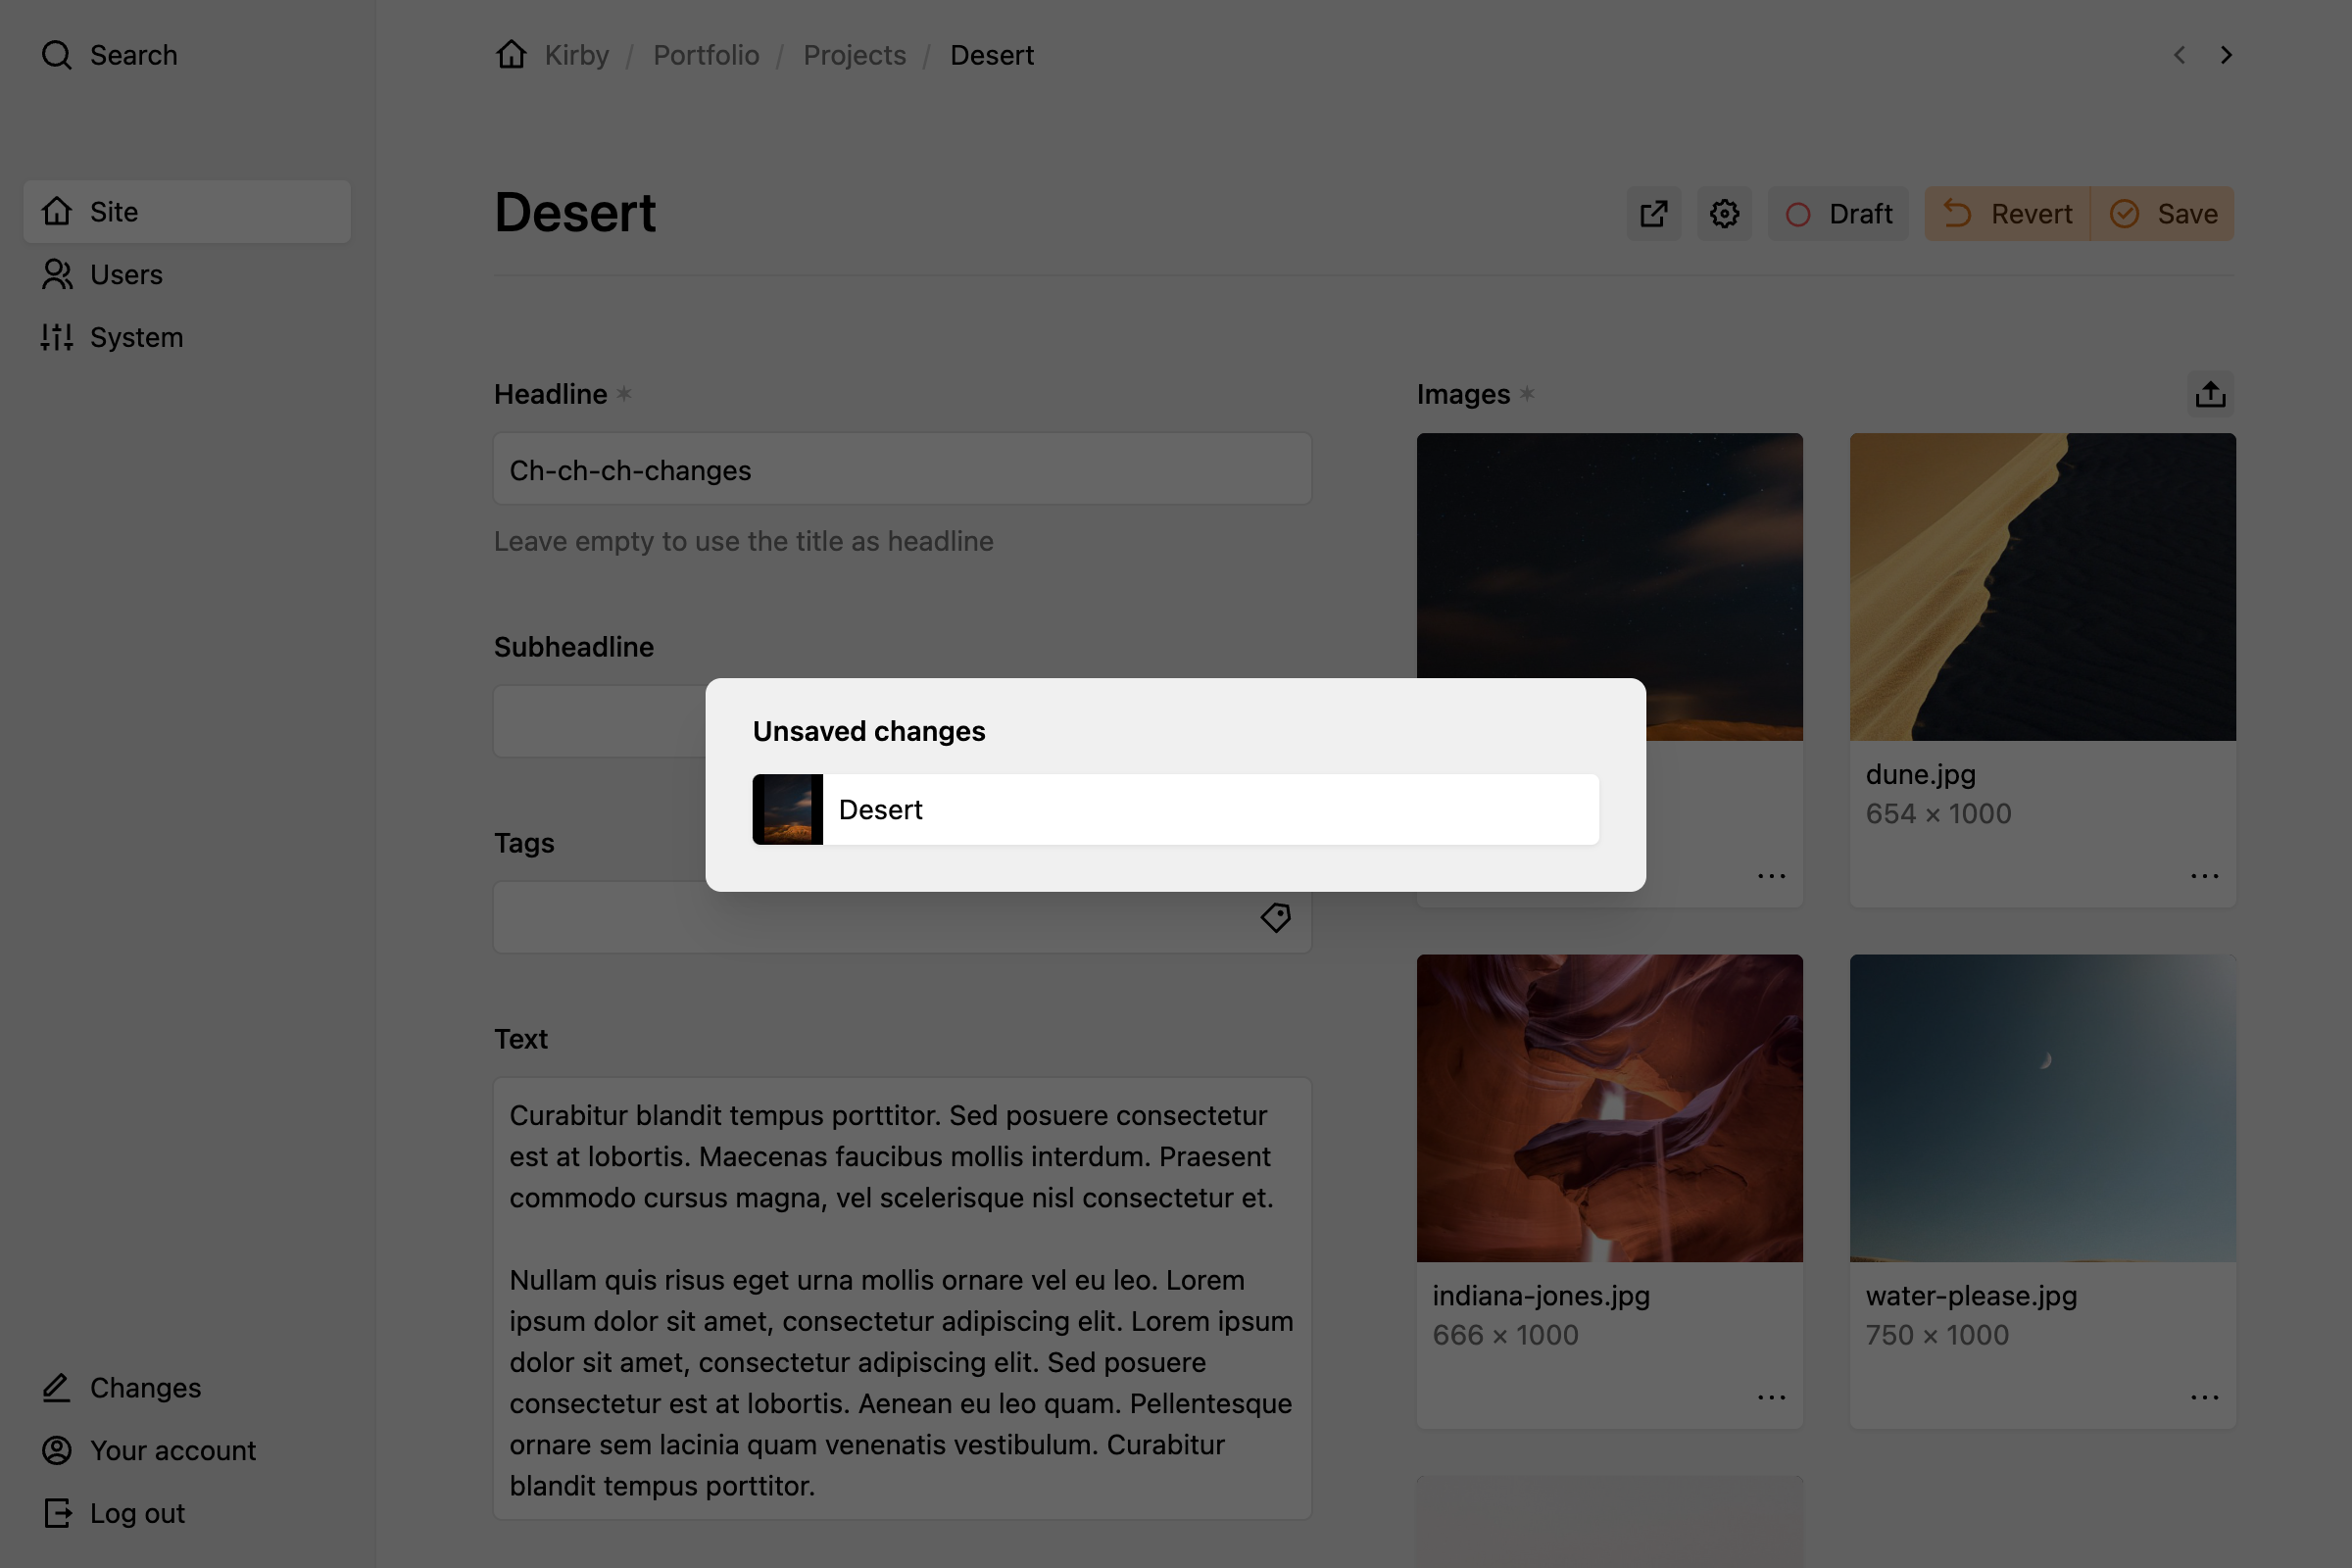 Search
Site
Users
System
Changes
Your account
Log out
Kirby / Portfolio / Projects / Desert
Desert
Draft
Revert
Save
Headline *
Ch-ch-ch-changes
Leave empty to use the title as headline
Subheadline
Tags
Text
Curabitur blandit tempus porttitor. Sed posuere consectetur
est at lobortis. Maecenas faucibus mollis interdum. Praesent
commodo cursus magna, vel scelerisque nisl consectetur et.
Nullam quis risus eget urna mollis ornare vel eu leo. Lorem
ipsum dolor sit amet, consectetur adipiscing elit. Lorem ipsum
dolor sit amet, consectetur adipiscing elit. Sed posuere
consectetur est at lobortis. Aenean eu leo quam. Pellentesque
ornare sem lacinia quam venenatis vestibulum. Curabitur
blandit tempus porttitor.
Images *
dune.jpg
654 × 1000
indiana-jones.jpg
666 × 1000
water-please.jpg
750 × 1000
Unsaved changes
Desert